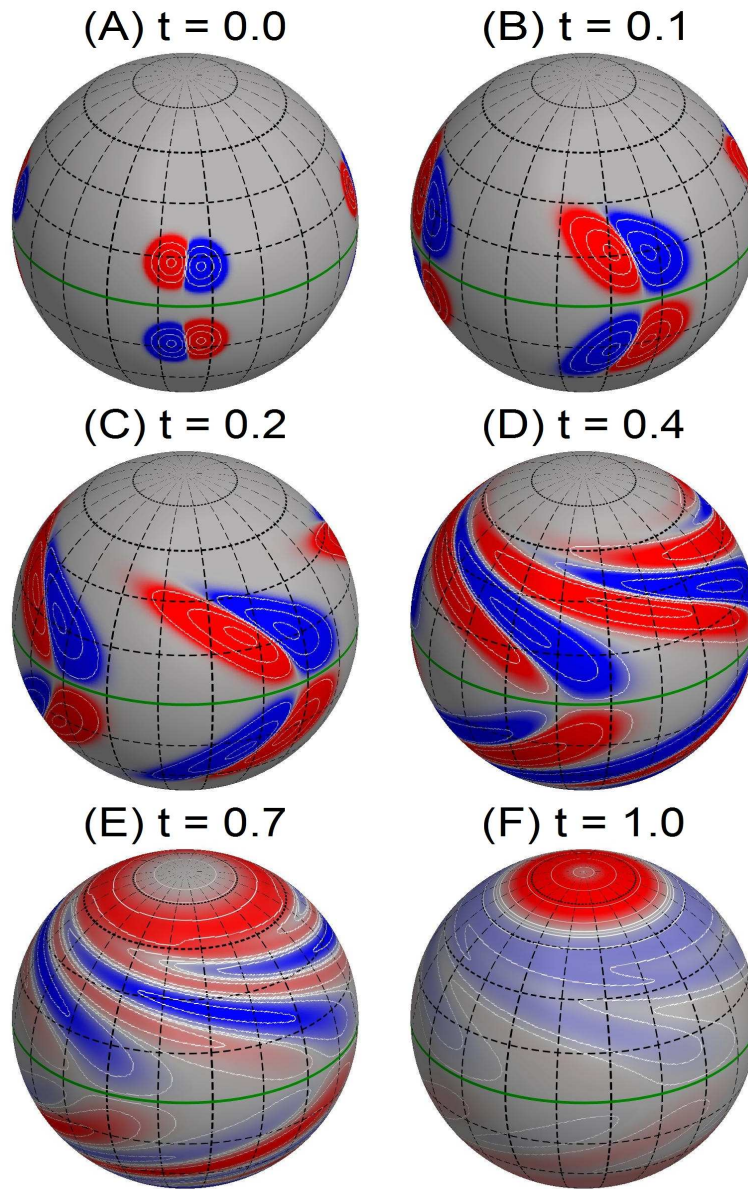 (A) t = 0.0
(B) t = 0.1
(C) t = 0.2
(D) t = 0.4
(E) t = 0.7
(F) t = 1.0